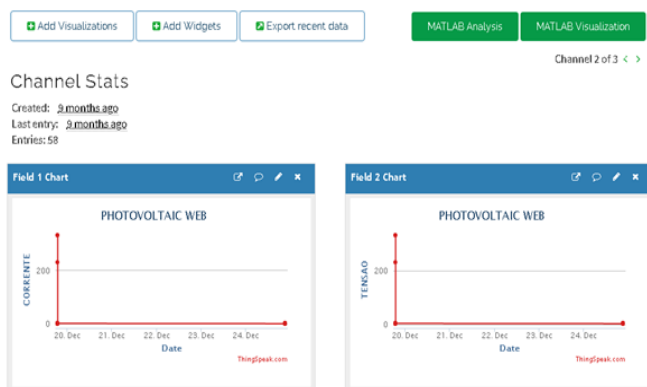 Add Visualizations Add Widgets Export recent data MATLAB Analysis MATLAB Visualization
Channel 2 of 3 < >
Channel Stats
Created: 9 months ago
Last entry: 9 months ago
Entries: 58
Field 1 Chart
PHOTOVOLTAIC WEB
CORRENTE
200
0
20. Dec 21. Dec 22. Dec 23. Dec 24. Dec
Date
ThingSpeak.com
Field 2 Chart
PHOTOVOLTAIC WEB
TENSAO
200
0
20. Dec 21. Dec 22. Dec 23. Dec 24. Dec
Date
ThingSpeak.com